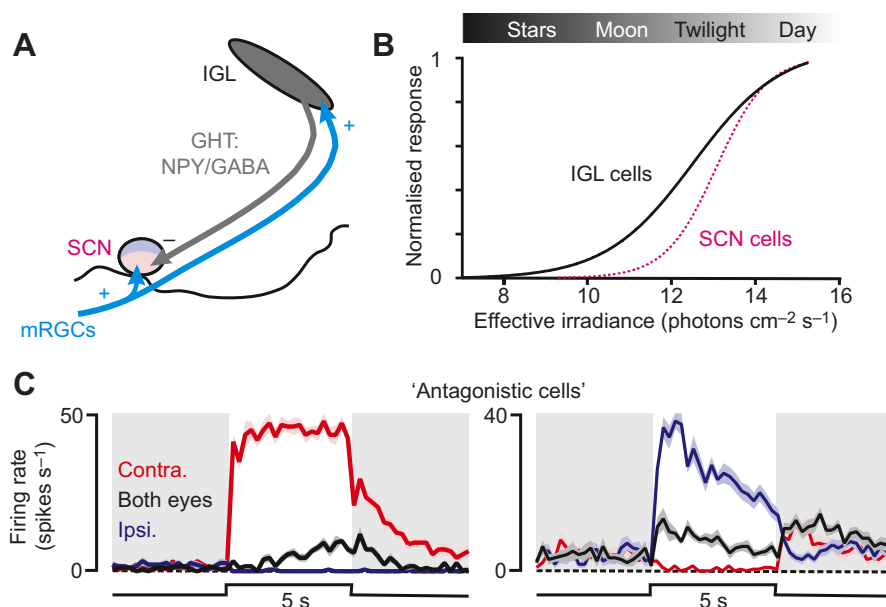 A
IGL
+
GHT:
NPY/GABA
SCN
–
+
mRGCs
B
Stars Moon Twilight Day
1
Normalised response
IGL cells
SCN cells
0
8 10 12 14 16
Effective irradiance (photons cm–2 s–1)
C
'Antagonistic cells'
50
40
Firing rate
(spikes s–1)
Contra.
Both eyes
Ipsi.
0
0
5 s
5 s